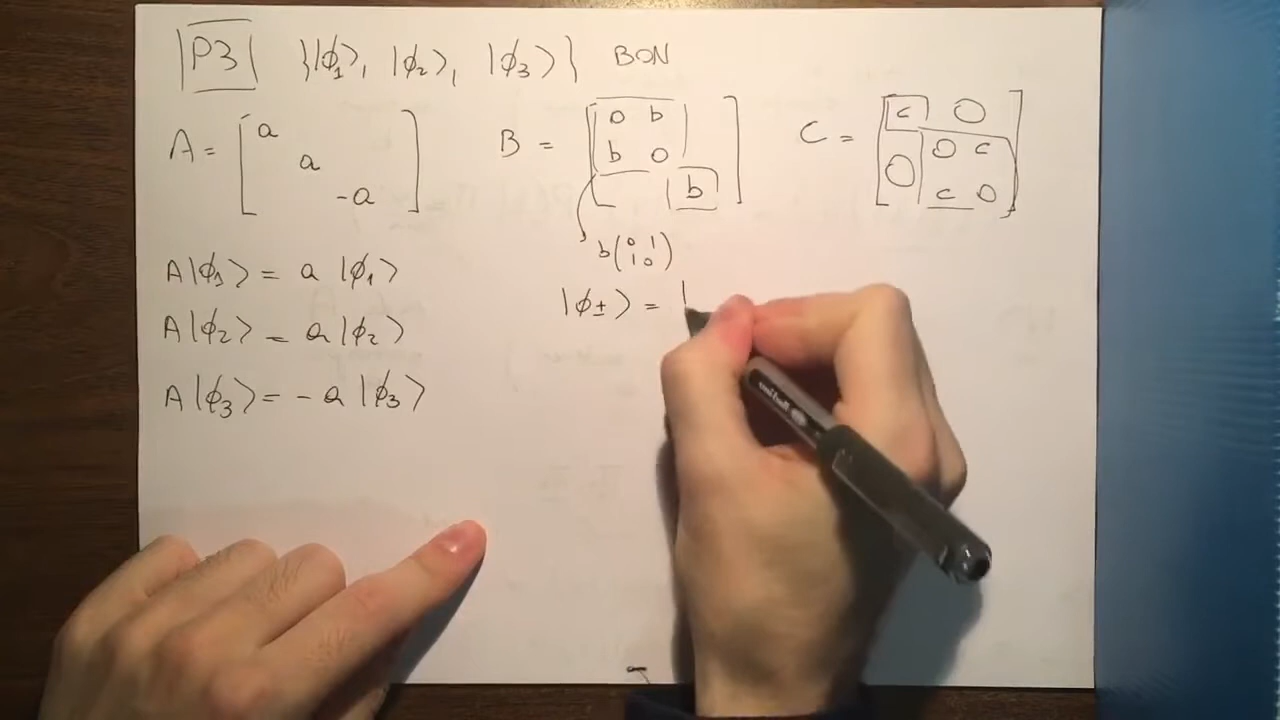 P3 {|ϕ₁⟩, |ϕ₂⟩, |ϕ₃⟩} BON
A = [a a -a] B = [0 b b 0 b] C = [c 0 0 0 c c 0]
b(0 1 1 0)
A|ϕ₁⟩ = a |ϕ₁⟩
|ϕ±⟩ =
A|ϕ₂⟩ = a|ϕ₂⟩
A|ϕ₃⟩ = -a |ϕ₃⟩